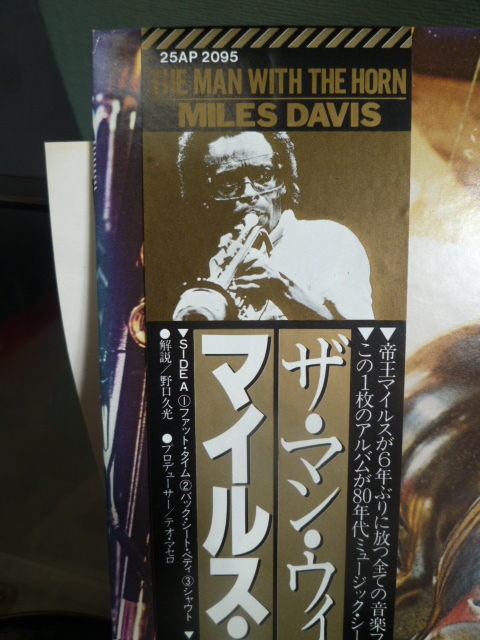 25AP 2095
THE MAN WITH THE HORN
MILES DAVIS
▼帝王マイルスが6年ぶりに放つ全ての音楽
▼この1枚のアルバムが80年代ミュージック・シー
ザ・マン・ウィ
マイルス・
▼SIDE A ①ファット・タイム ②バック・シート・ベティ ③シャウト ▼
●解説/野口久光 ●プロデューサー/テオ・マセロ